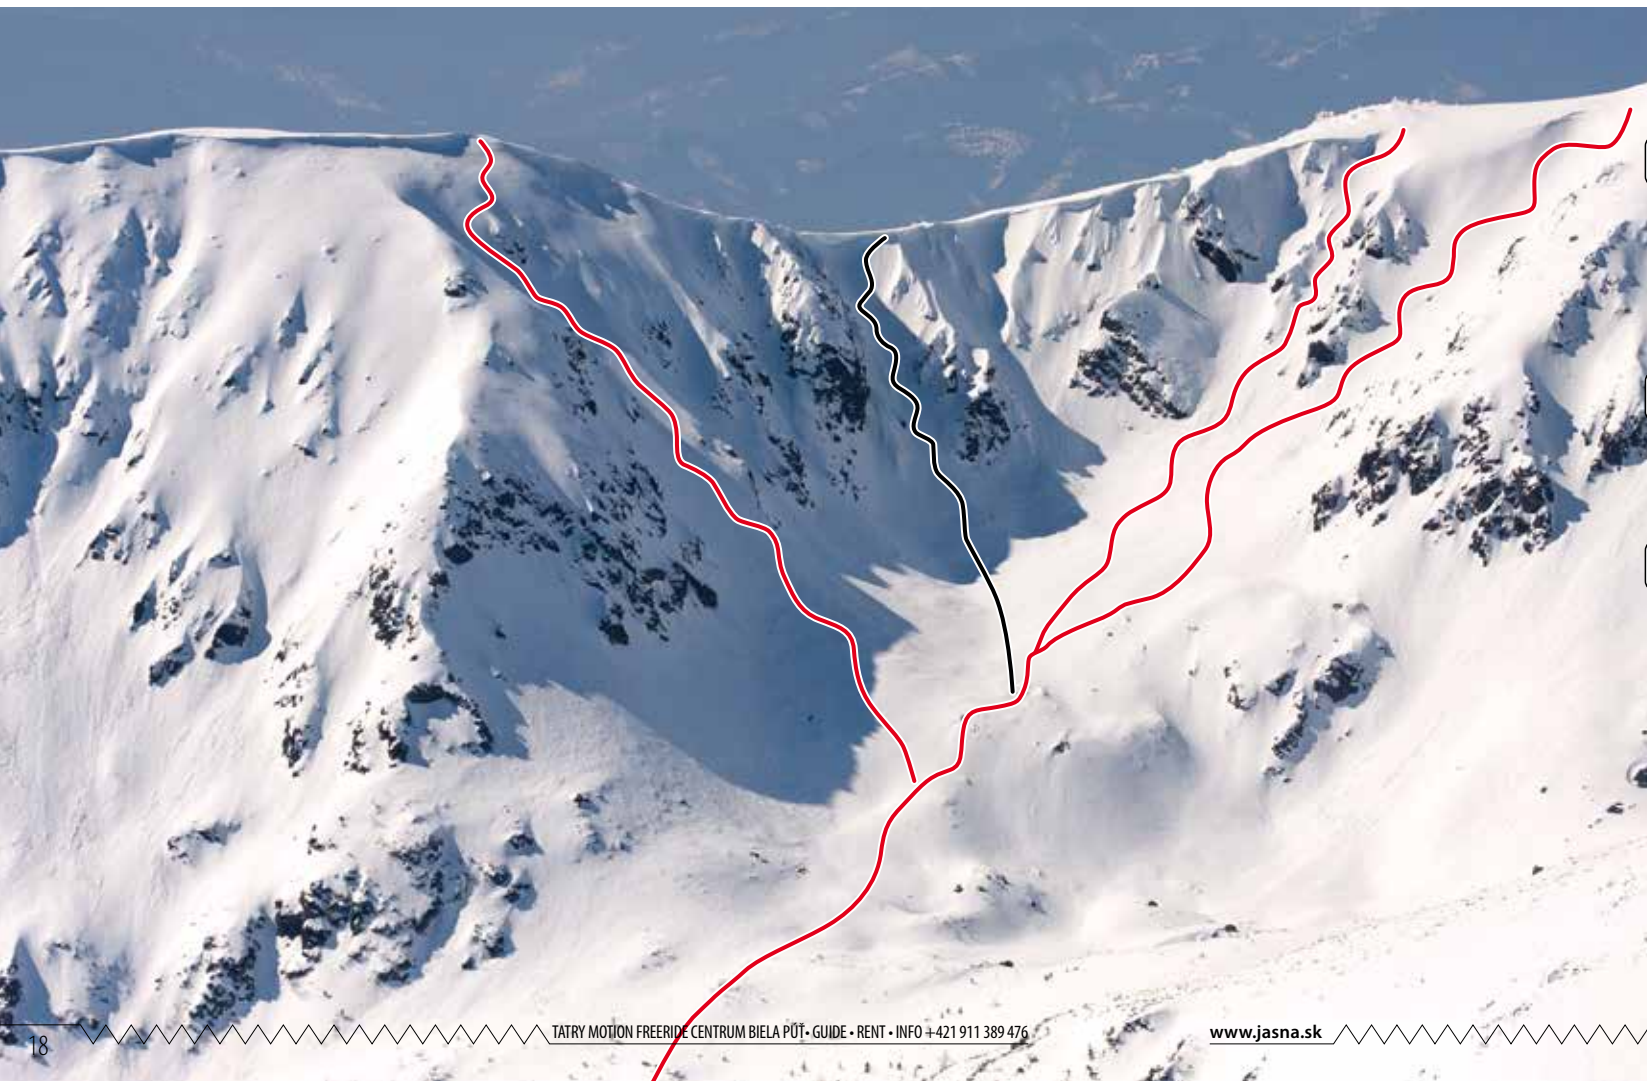 18
TATRY MOTION FREERIDE CENTRUM BIELA PÚŤ • GUIDE • RENT • INFO +421 911 389 476
www.jasna.sk